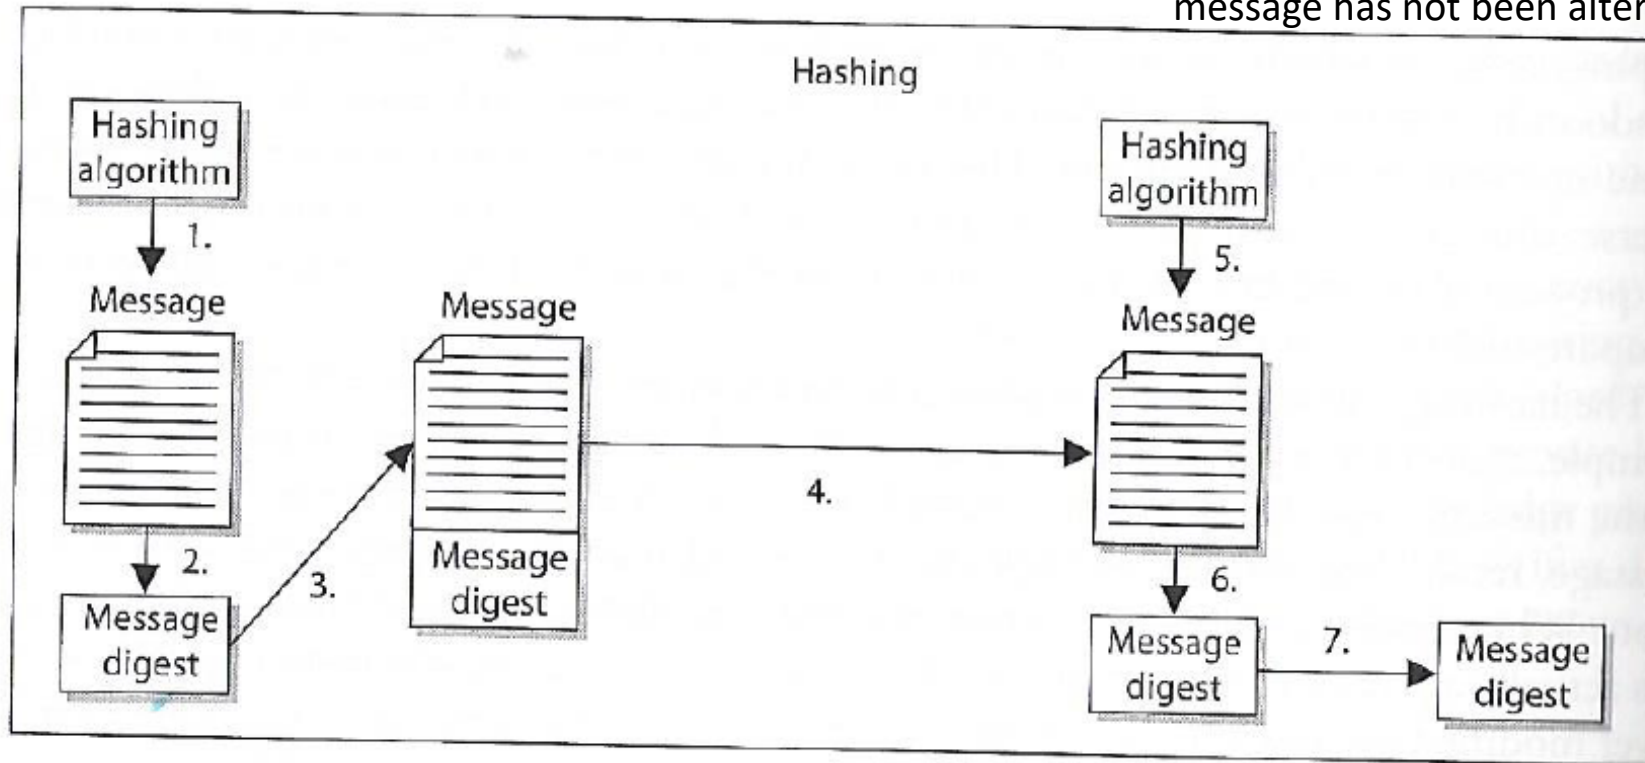 message has not been alter
Hashing
Hashing
algorithm
1.
Message
2.
Message
digest
3.
Message
Message
digest
4.
Hashing
algorithm
5.
Message
6.
Message
digest
7.
Message
digest